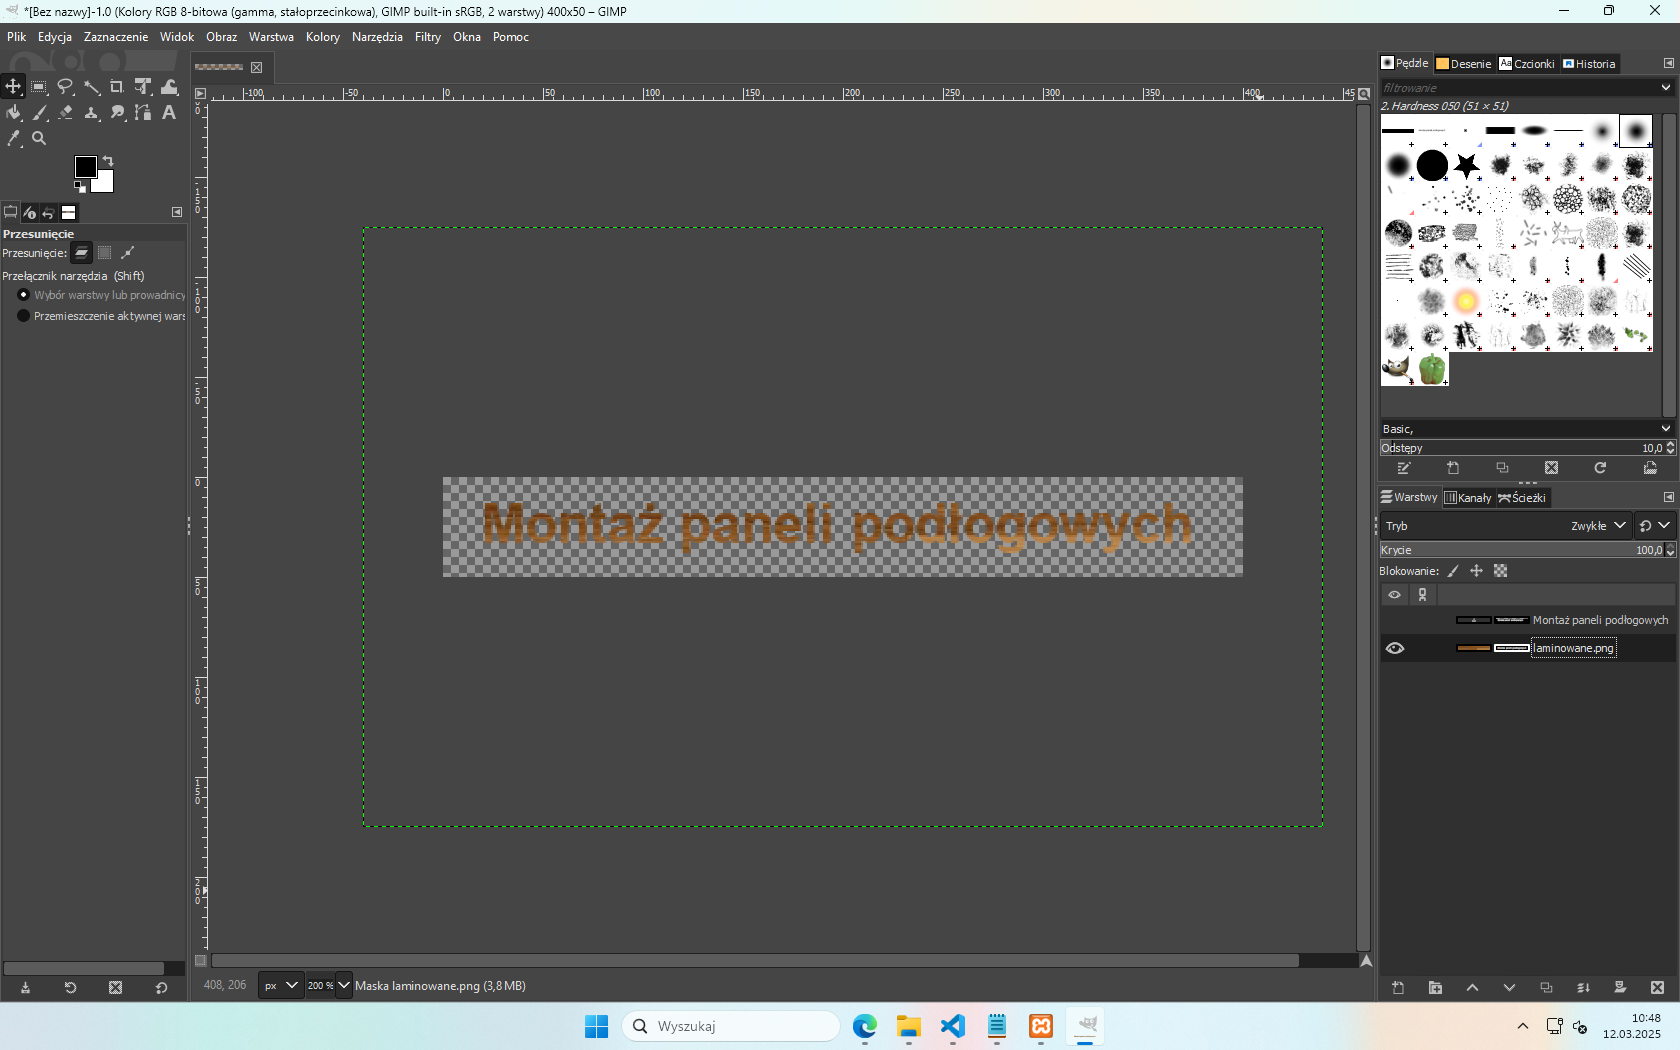 *[Bez nazwy]-1.0 (Kolory RGB 8-bitowa (gamma, stałoprzecinkowa), GIMP built-in sRGB, 2 warstwy) 400x50 – GIMP
Plik Edycja Zaznaczenie Widok Obraz Warstwa Kolory Narzędzia Filtry Okna Pomoc
Pędzle Desenie Aa Czcionki Historia
filtrowanie
2. Hardness 050 (51 × 51)
-100 -50 0 50 100 150 200 250 300 350 400 45
Przesunięcie
Przesunięcie:
Przełącznik narzędzia (Shift)
Wybór warstwy lub prowadnicy
Przemieszczenie aktywnej wars
Montaż paneli podłogowych
Basic,
Odstępy 10,0
Warstwy Kanały Ścieżki
Tryb Zwykłe
Krycie 100,0
Blokowanie:
Montaż paneli podłogowych
laminowane.png
408, 206 px 200 % Maska laminowane.png (3,8 MB)
Wyszukaj
10:48
12.03.2025